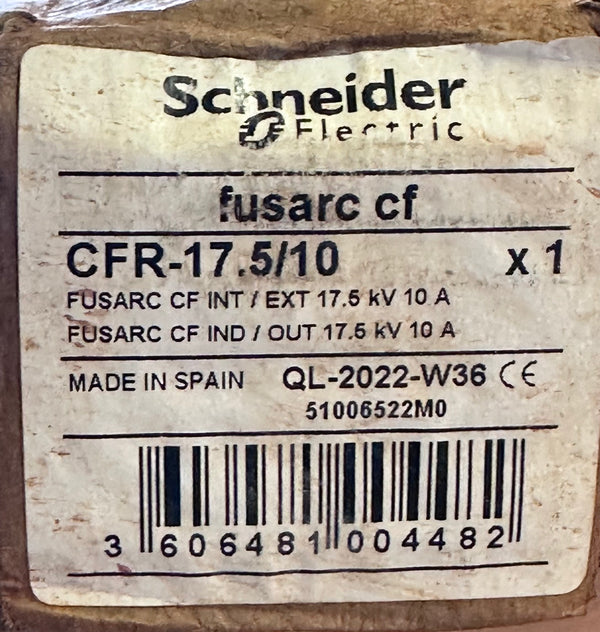 Schneider
Electric
fusarc cf
CFR-17.5/10 x 1
FUSARC CF INT / EXT 17.5 kV 10 A
FUSARC CF IND / OUT 17.5 kV 10 A
MADE IN SPAIN QL-2022-W36 CE
51006522M0
3 606481 004482